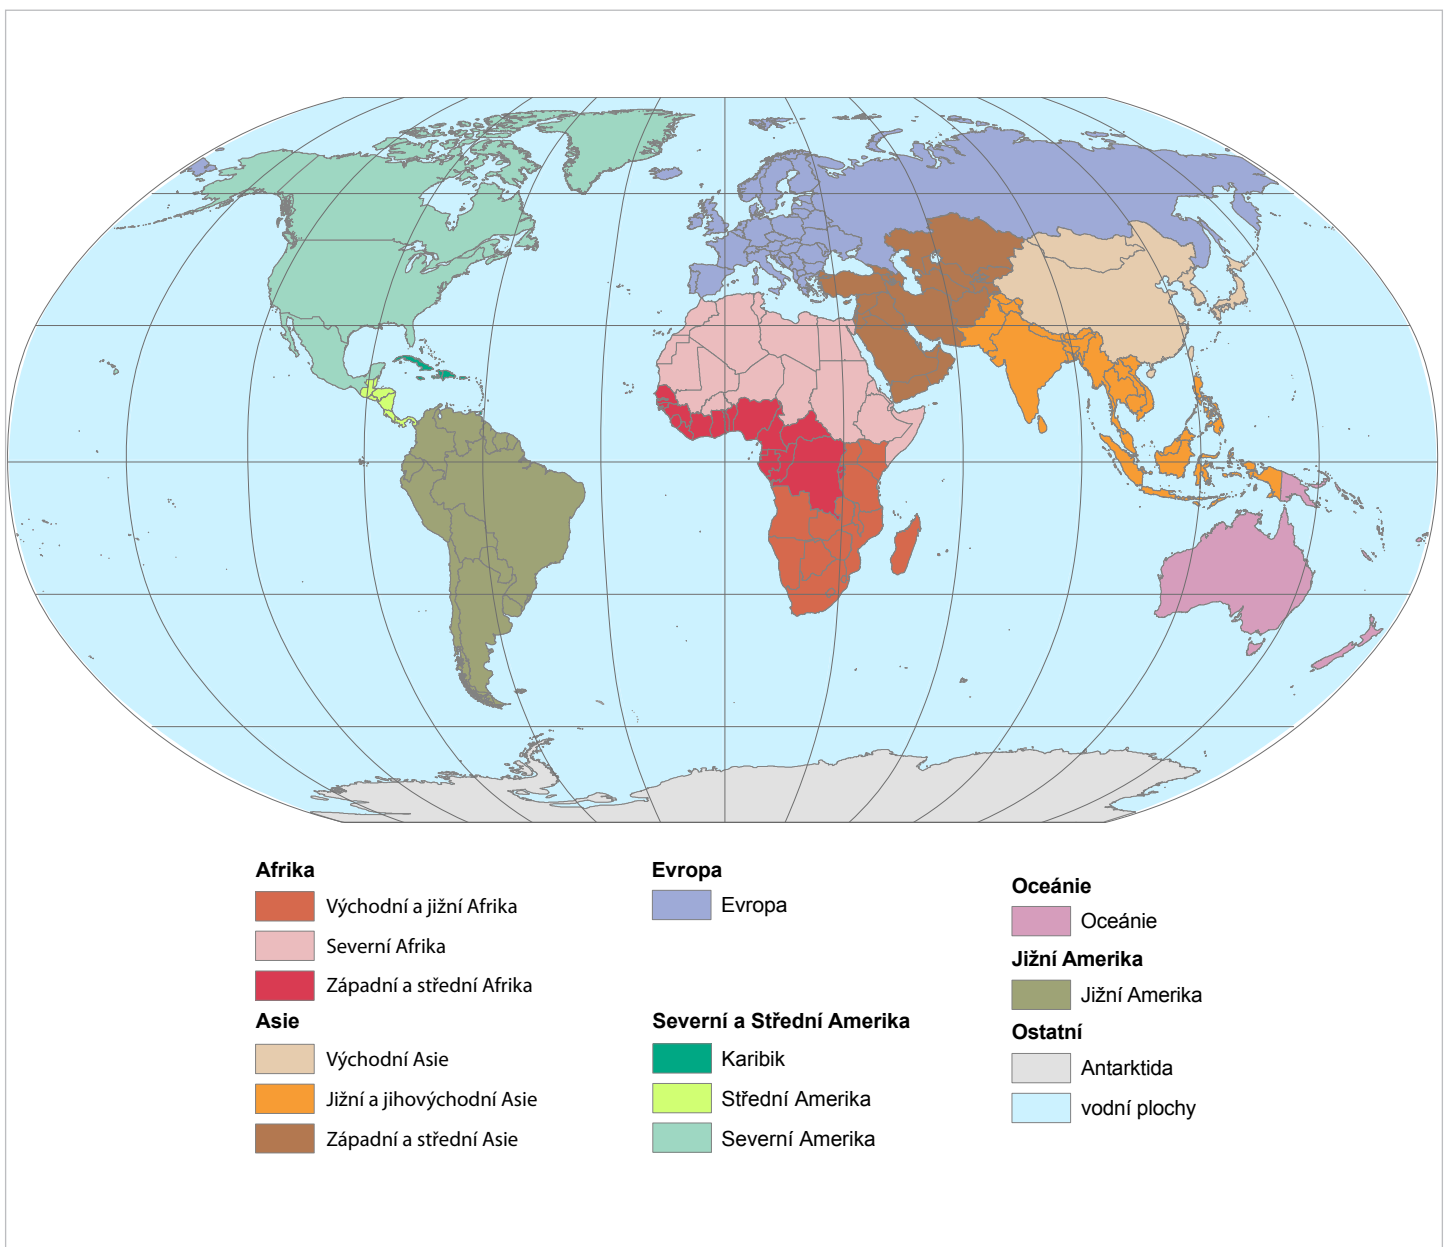 Afrika
Východní a jižní Afrika
Severní Afrika
Západní a střední Afrika
Asie
Východní Asie
Jižní a jihovýchodní Asie
Západní a střední Asie
Evropa
Evropa
Severní a Střední Amerika
Karibik
Střední Amerika
Severní Amerika
Oceánie
Oceánie
Jižní Amerika
Jižní Amerika
Ostatní
Antarktida
vodní plochy